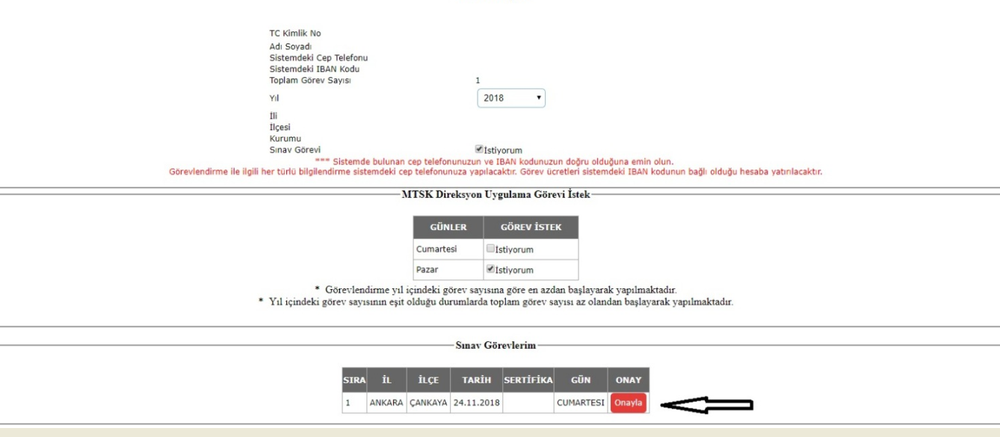 TC Kimlik No
Adı Soyadı
Sistemdeki Cep Telefonu
Sistemdeki IBAN Kodu
Toplam Görev Sayısı 1
Yıl 2018
İli
İlçesi
Kurumu
Sınav Görevi İstiyorum
*** Sistemde bulunan cep telefonunuzun ve IBAN kodunuzun doğru olduğuna emin olun.
Görevlendirme ile ilgili her türlü bilgilendirme sistemdeki cep telefonunuza yapılacaktır. Görev ücretleri sistemdeki IBAN kodunun bağlı olduğu hesaba yatırılacaktır.
MTSK Direksiyon Uygulama Görevi İstek
GÜNLER GÖREV İSTEK
Cumartesi İstiyorum
Pazar İstiyorum
* Görevlendirme yıl içindeki görev sayısına göre en azdan başlayarak yapılmaktadır.
* Yıl içindeki görev sayısının eşit olduğu durumlarda toplam görev sayısı az olandan başlayarak yapılmaktadır.
Sınav Görevlerim
SIRA İL İLÇE TARİH SERTİFİKA GÜN ONAY
1 ANKARA ÇANKAYA 24.11.2018 CUMARTESI Onayla